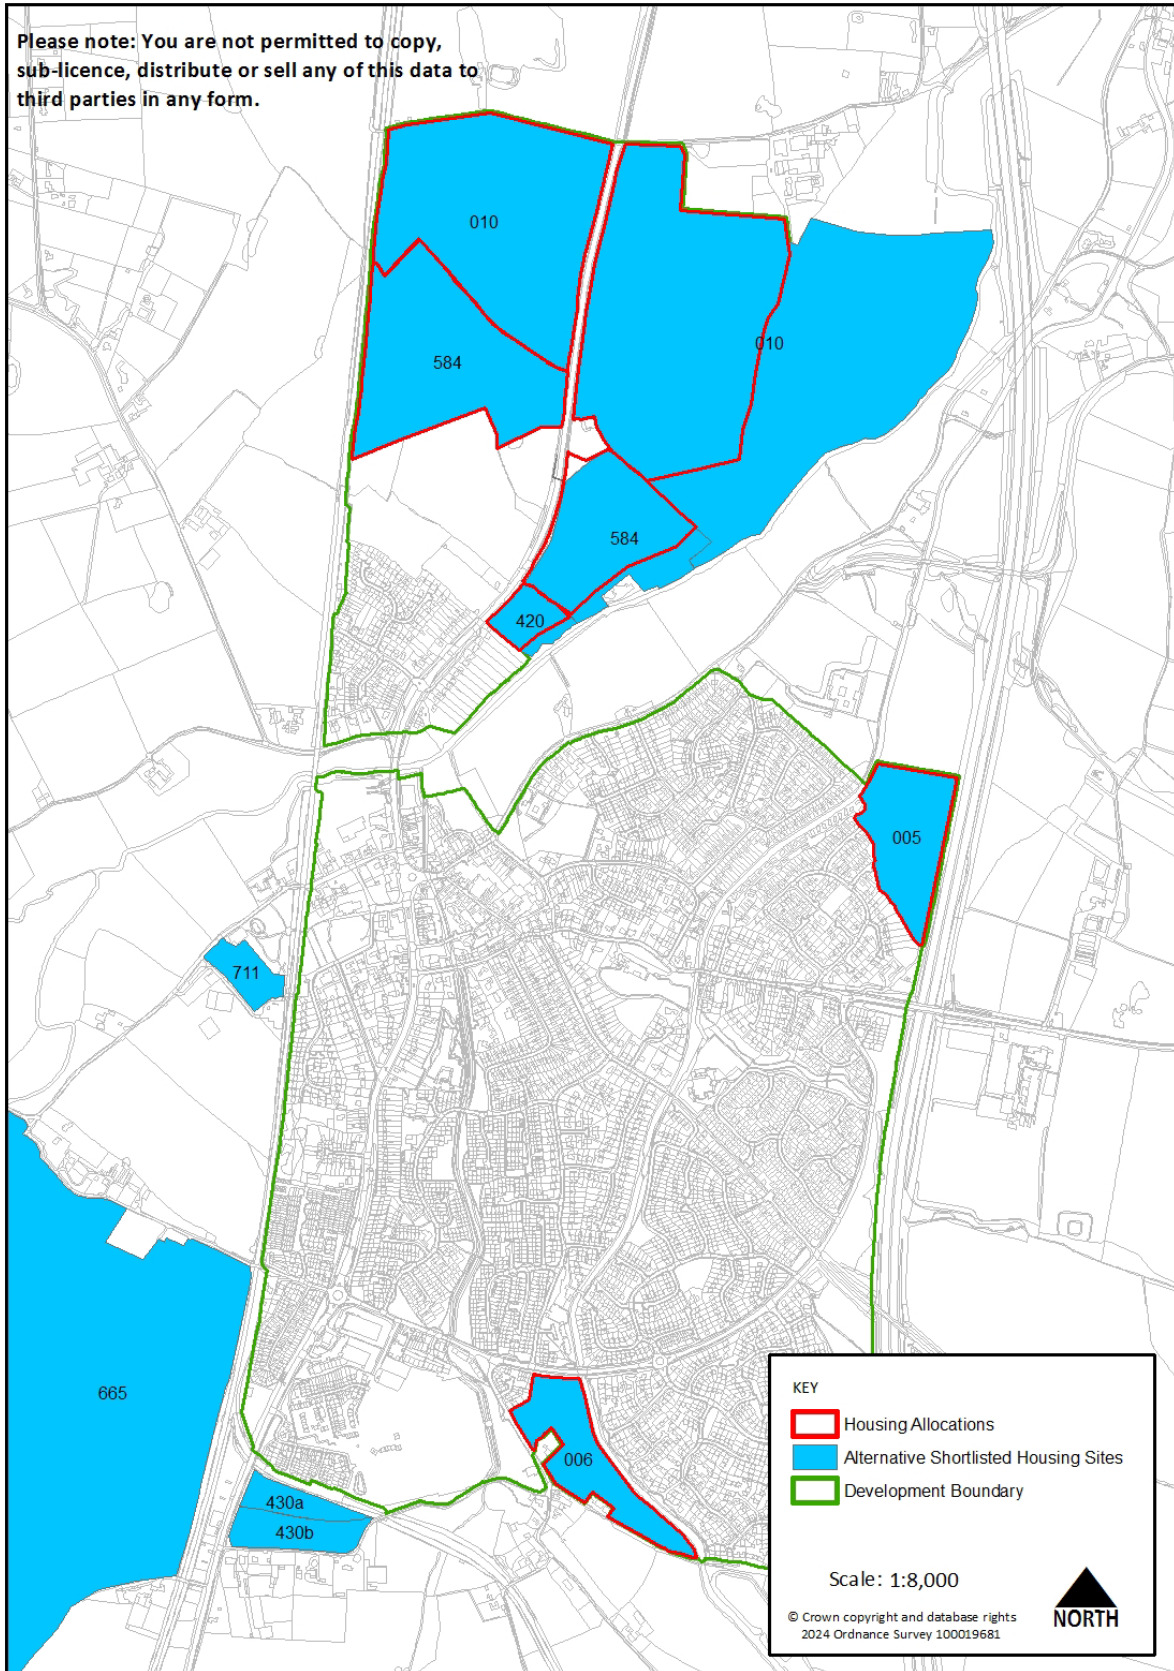 Please note: You are not permitted to copy,
sub-licence, distribute or sell any of this data to
third parties in any form.
010
010
584
584
420
005
711
665
006
430a
430b
KEY
Housing Allocations
Alternative Shortlisted Housing Sites
Development Boundary
Scale: 1:8,000
© Crown copyright and database rights
2024 Ordnance Survey 100019681
NORTH